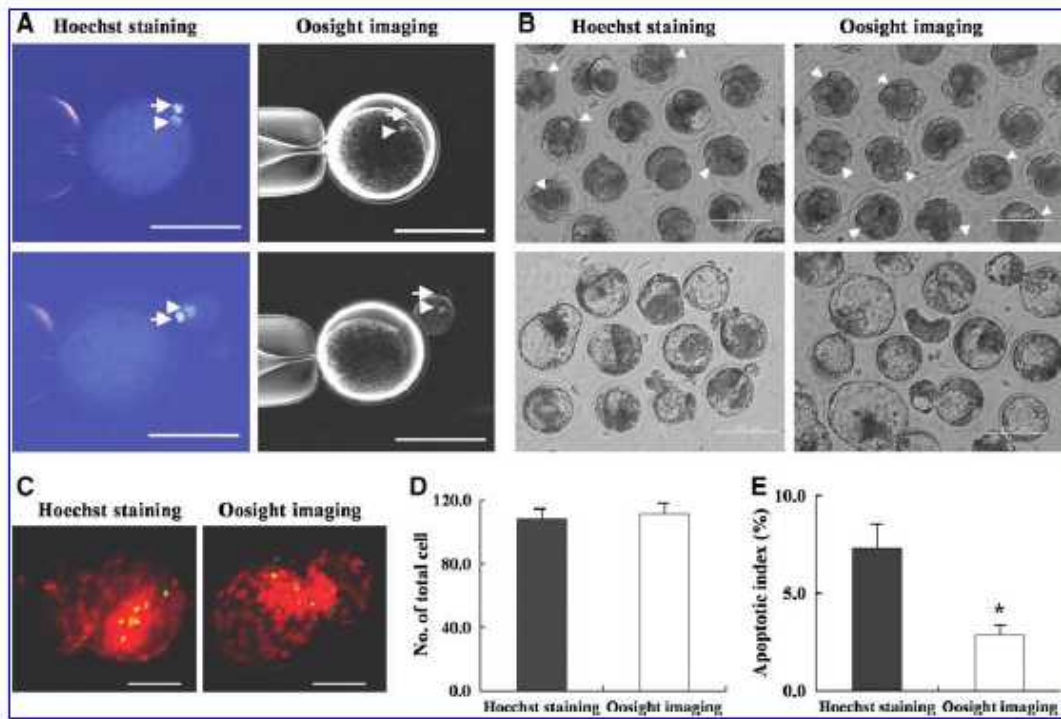 A
Hoechst staining
Oosight imaging
B
Hoechst staining
Oosight imaging
C
Hoechst staining
Oosight imaging
D
No. of total cell
120.0
80.0
40.0
0.0
Hoechst staining
Oosight imaging
E
Apoptotic index (%)
10.0
5.0
0.0
*
Hoechst staining
Oosight imaging